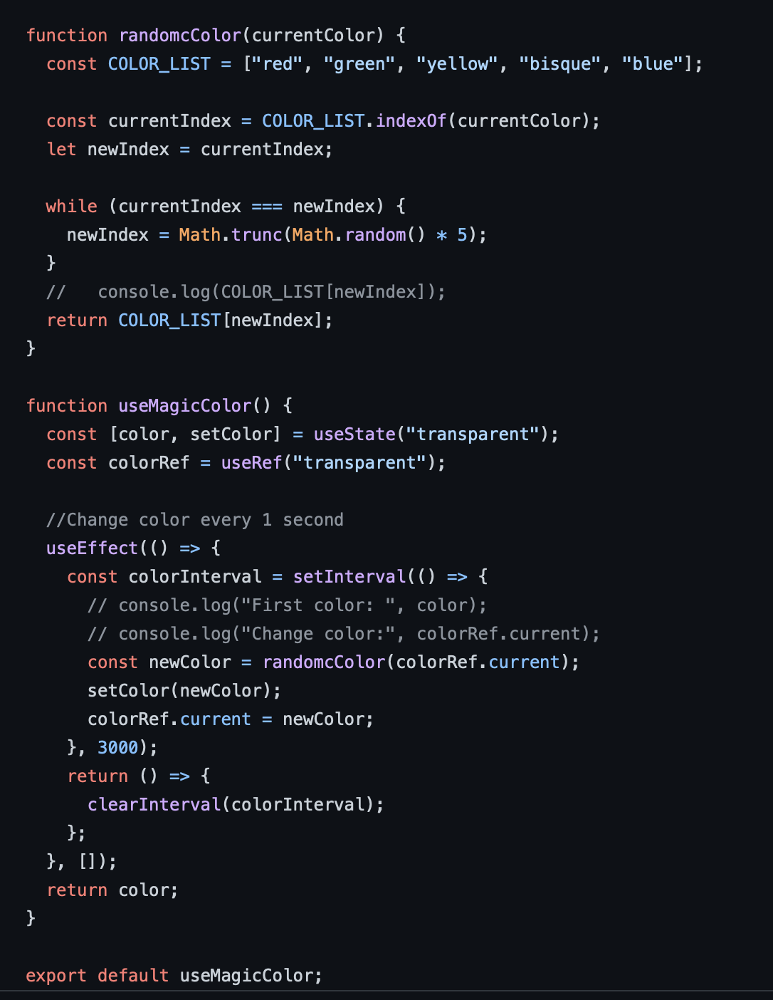 function randomcColor(currentColor) {
  const COLOR_LIST = ["red", "green", "yellow", "bisque", "blue"];

  const currentIndex = COLOR_LIST.indexOf(currentColor);
  let newIndex = currentIndex;

  while (currentIndex === newIndex) {
    newIndex = Math.trunc(Math.random() * 5);
  }
  //   console.log(COLOR_LIST[newIndex]);
  return COLOR_LIST[newIndex];
}

function useMagicColor() {
  const [color, setColor] = useState("transparent");
  const colorRef = useRef("transparent");

  //Change color every 1 second
  useEffect(() => {
    const colorInterval = setInterval(() => {
      // console.log("First color: ", color);
      // console.log("Change color:", colorRef.current);
      const newColor = randomcColor(colorRef.current);
      setColor(newColor);
      colorRef.current = newColor;
    }, 3000);
    return () => {
      clearInterval(colorInterval);
    };
  }, []);
  return color;
}

export default useMagicColor;